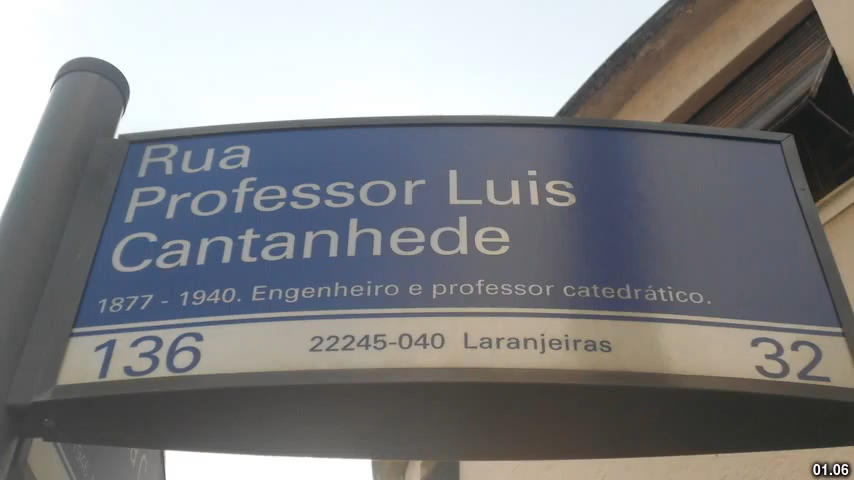 Rua
Professor Luis
Cantanhede
1877 - 1940. Engenheiro e professor catedrático.
136 22245-040 Laranjeiras 32
01.06